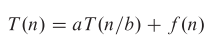 T(n) = aT(n/b) + f(n)